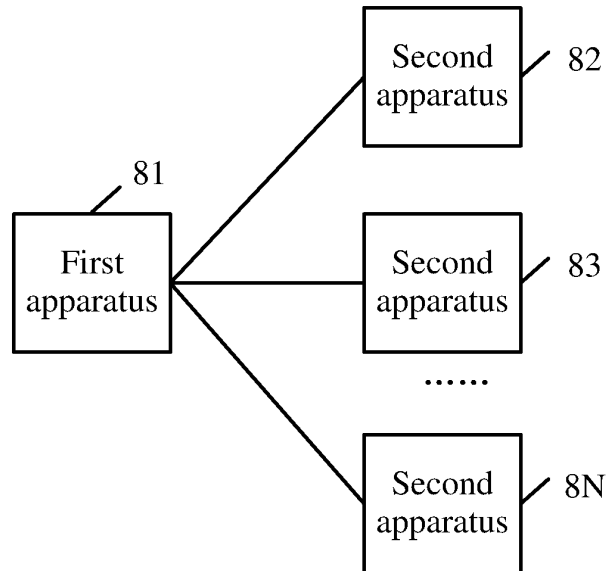 Second
apparatus
82
81
First
apparatus
Second
apparatus
83
......
Second
apparatus
8N